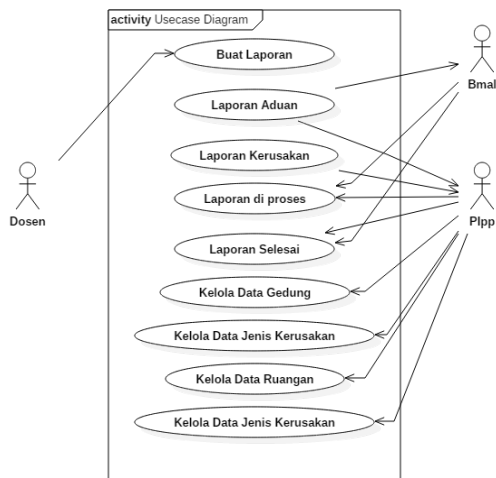 activity Usecase Diagram
Buat Laporan
Laporan Aduan
Bmal
Laporan Kerusakan
Laporan di proses
Dosen
Plpp
Laporan Selesai
Kelola Data Gedung
Kelola Data Jenis Kerusakan
Kelola Data Ruangan
Kelola Data Jenis Kerusakan